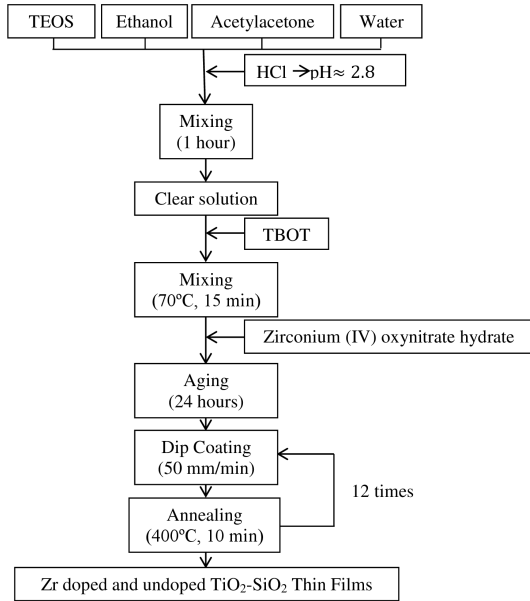 TEOS
Ethanol
Acetylacetone
Water
HCl →pH≈ 2.8
Mixing
(1 hour)
Clear solution
TBOT
Mixing
(70ºC, 15 min)
Zirconium (IV) oxynitrate hydrate
Aging
(24 hours)
Dip Coating
(50 mm/min)
12 times
Annealing
(400ºC, 10 min)
Zr doped and undoped TiO₂-SiO₂ Thin Films